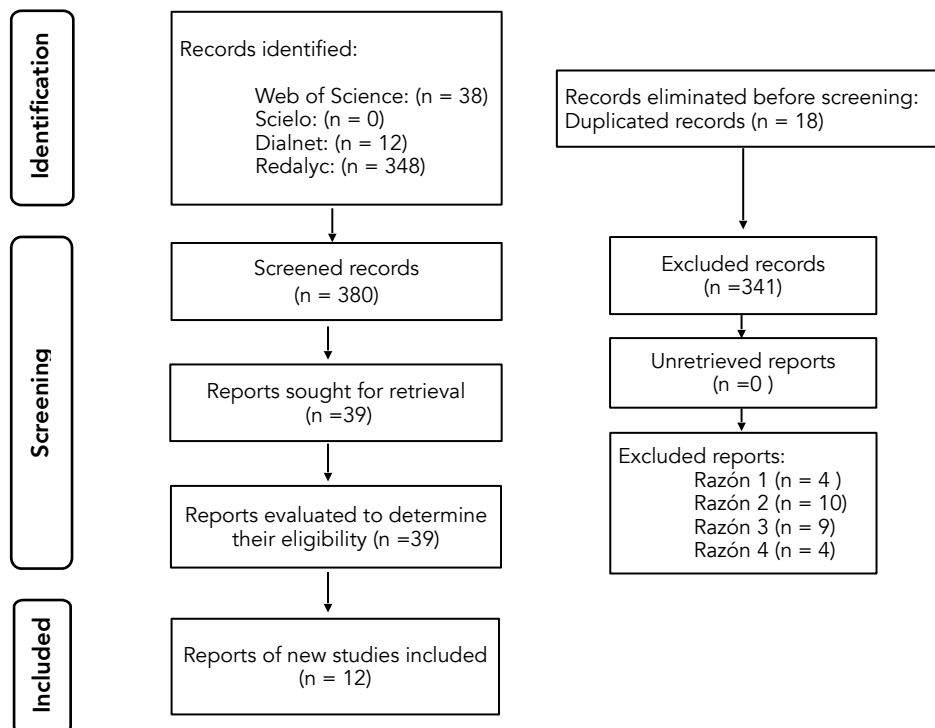 Identification
Records identified:
Web of Science: (n = 38)
Scielo: (n = 0)
Dialnet: (n = 12)
Redalyc: (n = 348)
Records eliminated before screening:
Duplicated records (n = 18)
Screening
Screened records
(n = 380)
Excluded records
(n =341)
Reports sought for retrieval
(n =39)
Unretrieved reports
(n =0 )
Reports evaluated to determine
their eligibility (n =39)
Excluded reports:
Razón 1 (n = 4 )
Razón 2 (n = 10)
Razón 3 (n = 9)
Razón 4 (n = 4)
Included
Reports of new studies included
(n = 12)